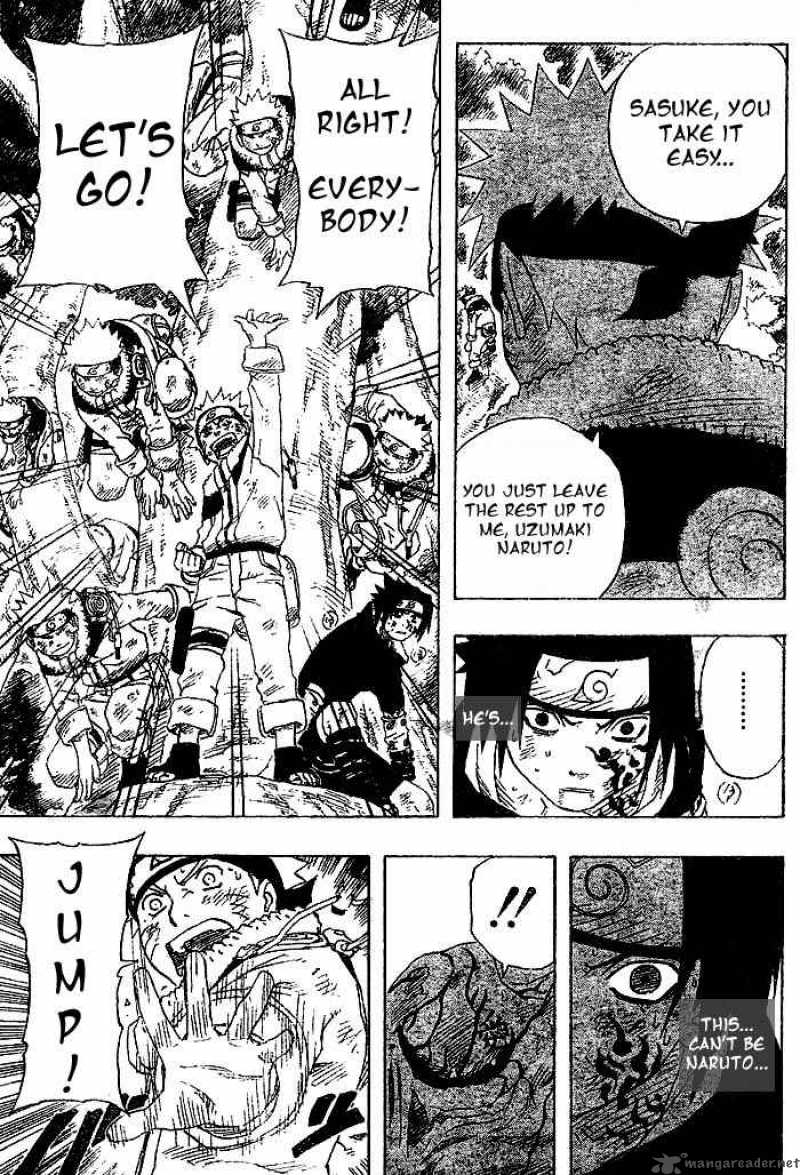 SASUKE, YOU
TAKE IT
EASY...
YOU JUST LEAVE
THE REST UP TO
ME, UZUMAKI
NARUTO!
ALL
RIGHT!
EVERY-
BODY!
LET'S
GO!
.........
HE'S...
THIS...
CAN'T BE
NARUTO...
!!
JUMP!
mangareader.net